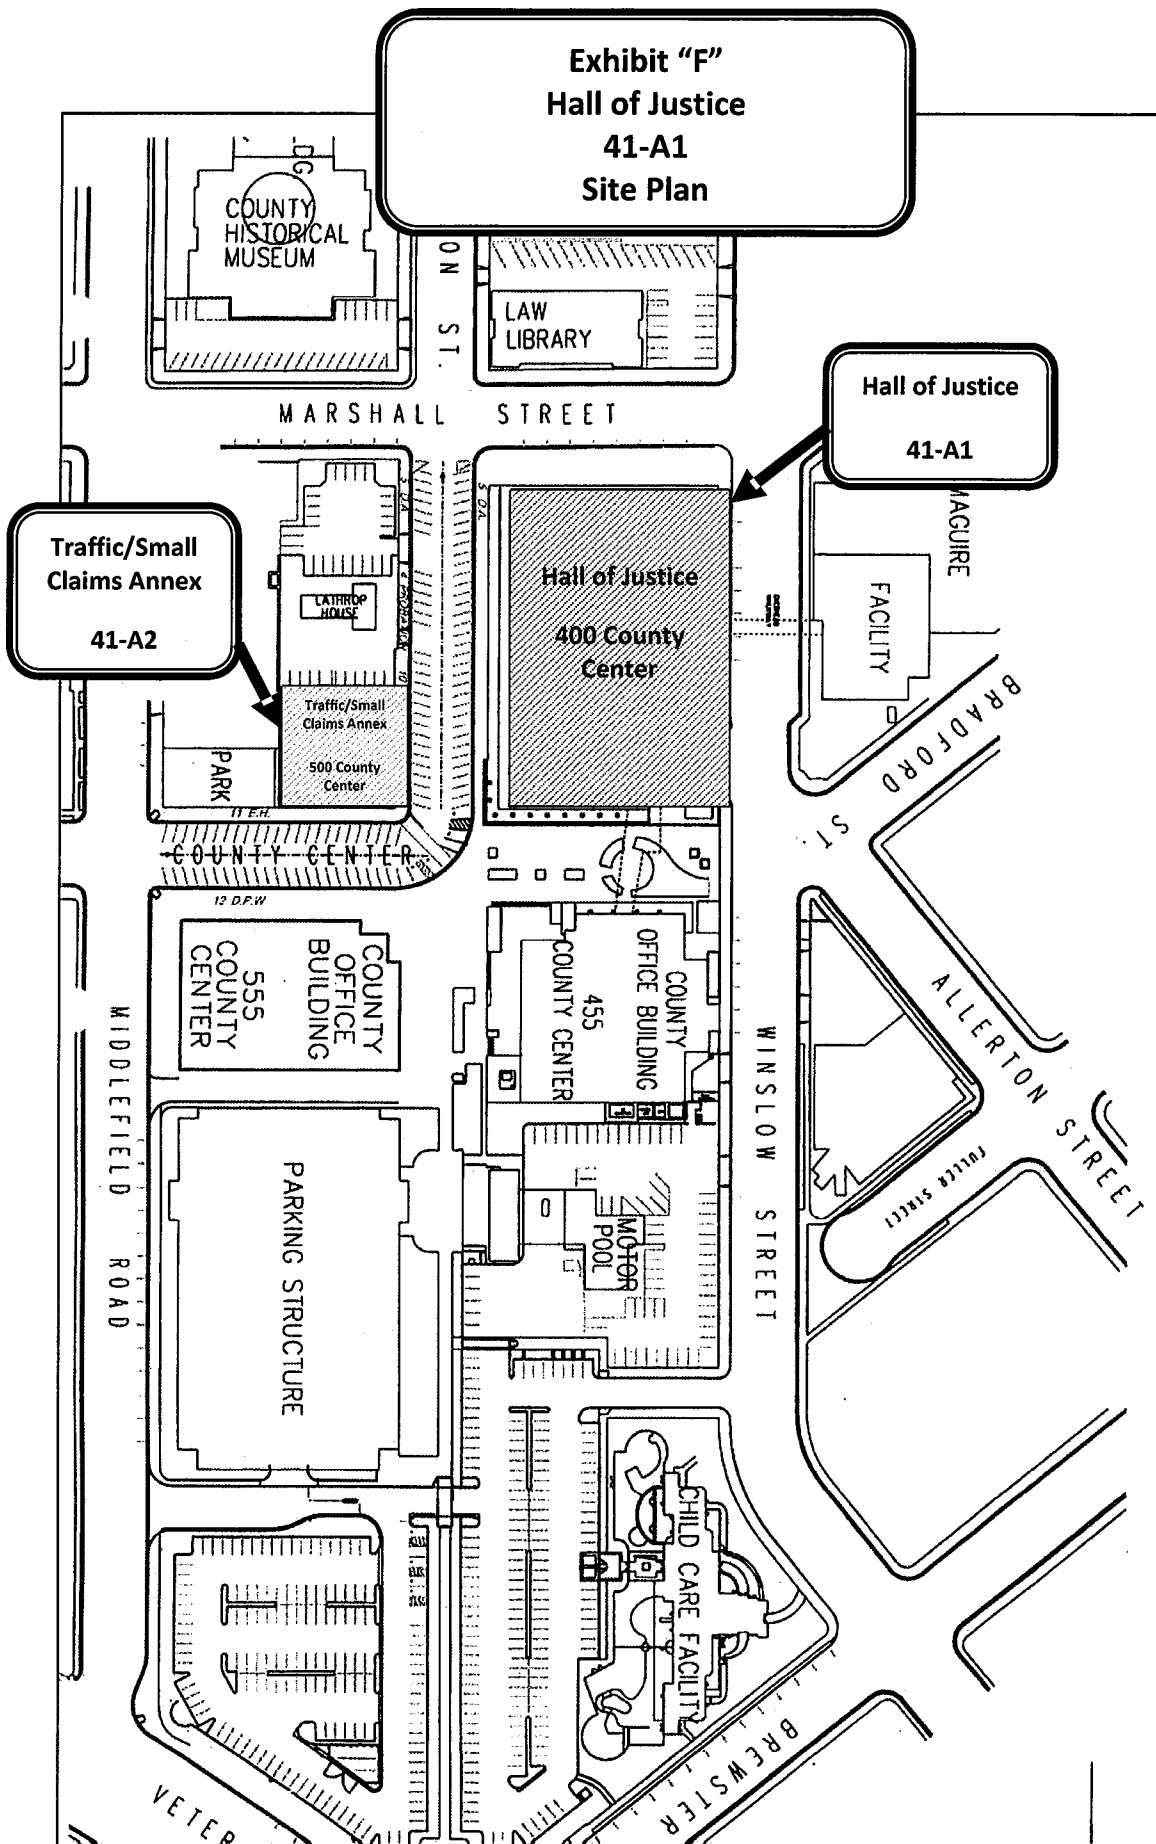 Exhibit “F”
Hall of Justice
41-A1
Site Plan
COUNTY
HISTORICAL
MUSEUM
ON ST.
LAW
LIBRARY
MARSHALL STREET
Hall of Justice
41-A1
Traffic/Small
Claims Annex
41-A2
LATHROP
HOUSE
Hall of Justice
400 County
Center
MAGUIRE
FACILITY
BRADFORD ST.
Traffic/Small
Claims Annex
500 County
Center
PARK
11 E.H.
COUNTY CENTER
12 D.P.W
COUNTY
OFFICE
BUILDING
555
COUNTY
CENTER
COUNTY
OFFICE BUILDING
455
COUNTY CENTER
ALLERTON STREET
MIDDLEFIELD ROAD
WINSLOW STREET
FULLER STREET
PARKING STRUCTURE
MOTOR
POOL
CHILD CARE FACILITY
BREWSTER
VETER